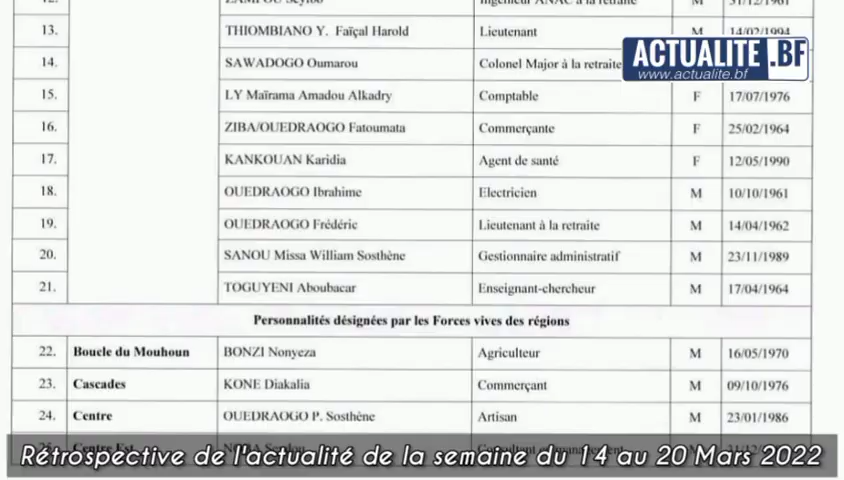 13. THIOMBIANO Y. Faïçal Harold Lieutenant M 14/02/1994
14. SAWADOGO Oumarou Colonel Major à la retraite
ACTUALITE.BF
www.actualite.bf
15. LY Maïrama Amadou Alkadry Comptable F 17/07/1976
16. ZIBA/OUEDRAOGO Fatoumata Commerçante F 25/02/1964
17. KANKOUAN Karidia Agent de santé F 12/05/1990
18. OUEDRAOGO Ibrahime Electricien M 10/10/1961
19. OUEDRAOGO Frédéric Lieutenant à la retraite M 14/04/1962
20. SANOU Missa William Sosthène Gestionnaire administratif M 23/11/1989
21. TOGUYENI Aboubacar Enseignant-chercheur M 17/04/1964
Personnalités désignées par les Forces vives des régions
22. Boucle du Mouhoun BONZI Nonyeza Agriculteur M 16/05/1970
23. Cascades KONE Diakalia Commerçant M 09/10/1976
24. Centre OUEDRAOGO P. Sosthène Artisan M 23/01/1986
Rétrospective de l'actualité de la semaine du 14 au 20 Mars 2022